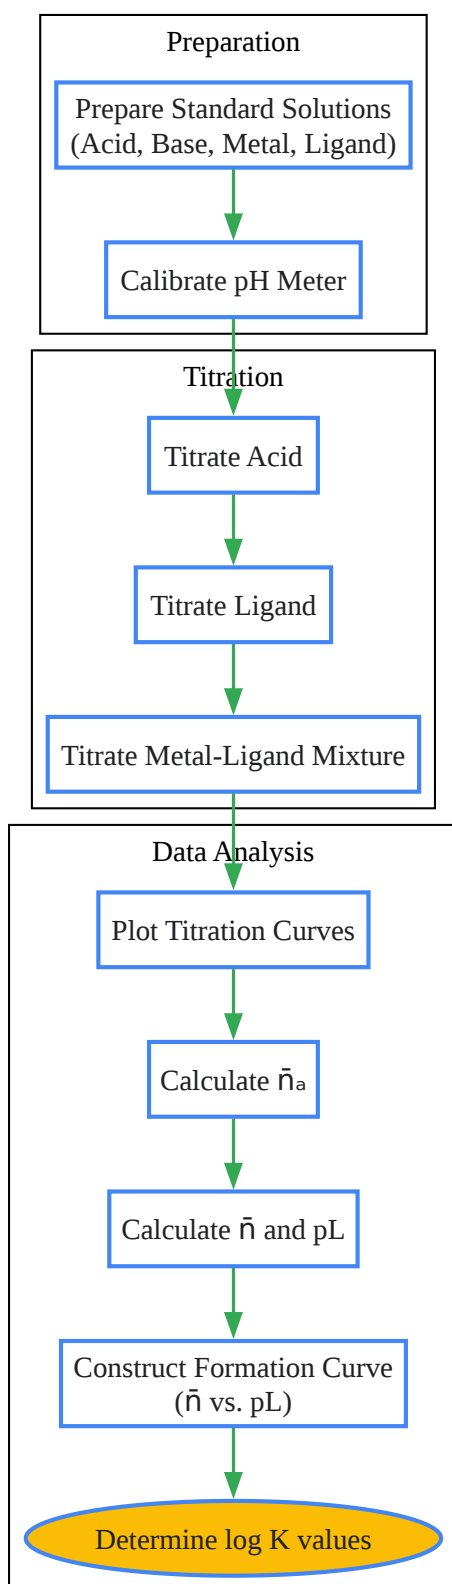 Preparation
Prepare Standard Solutions
(Acid, Base, Metal, Ligand)
Calibrate pH Meter
Titration
Titrate Acid
Titrate Ligand
Titrate Metal-Ligand Mixture
Data Analysis
Plot Titration Curves
Calculate n̄ₐ
Calculate n̄ and pL
Construct Formation Curve
(n̄ vs. pL)
Determine log K values